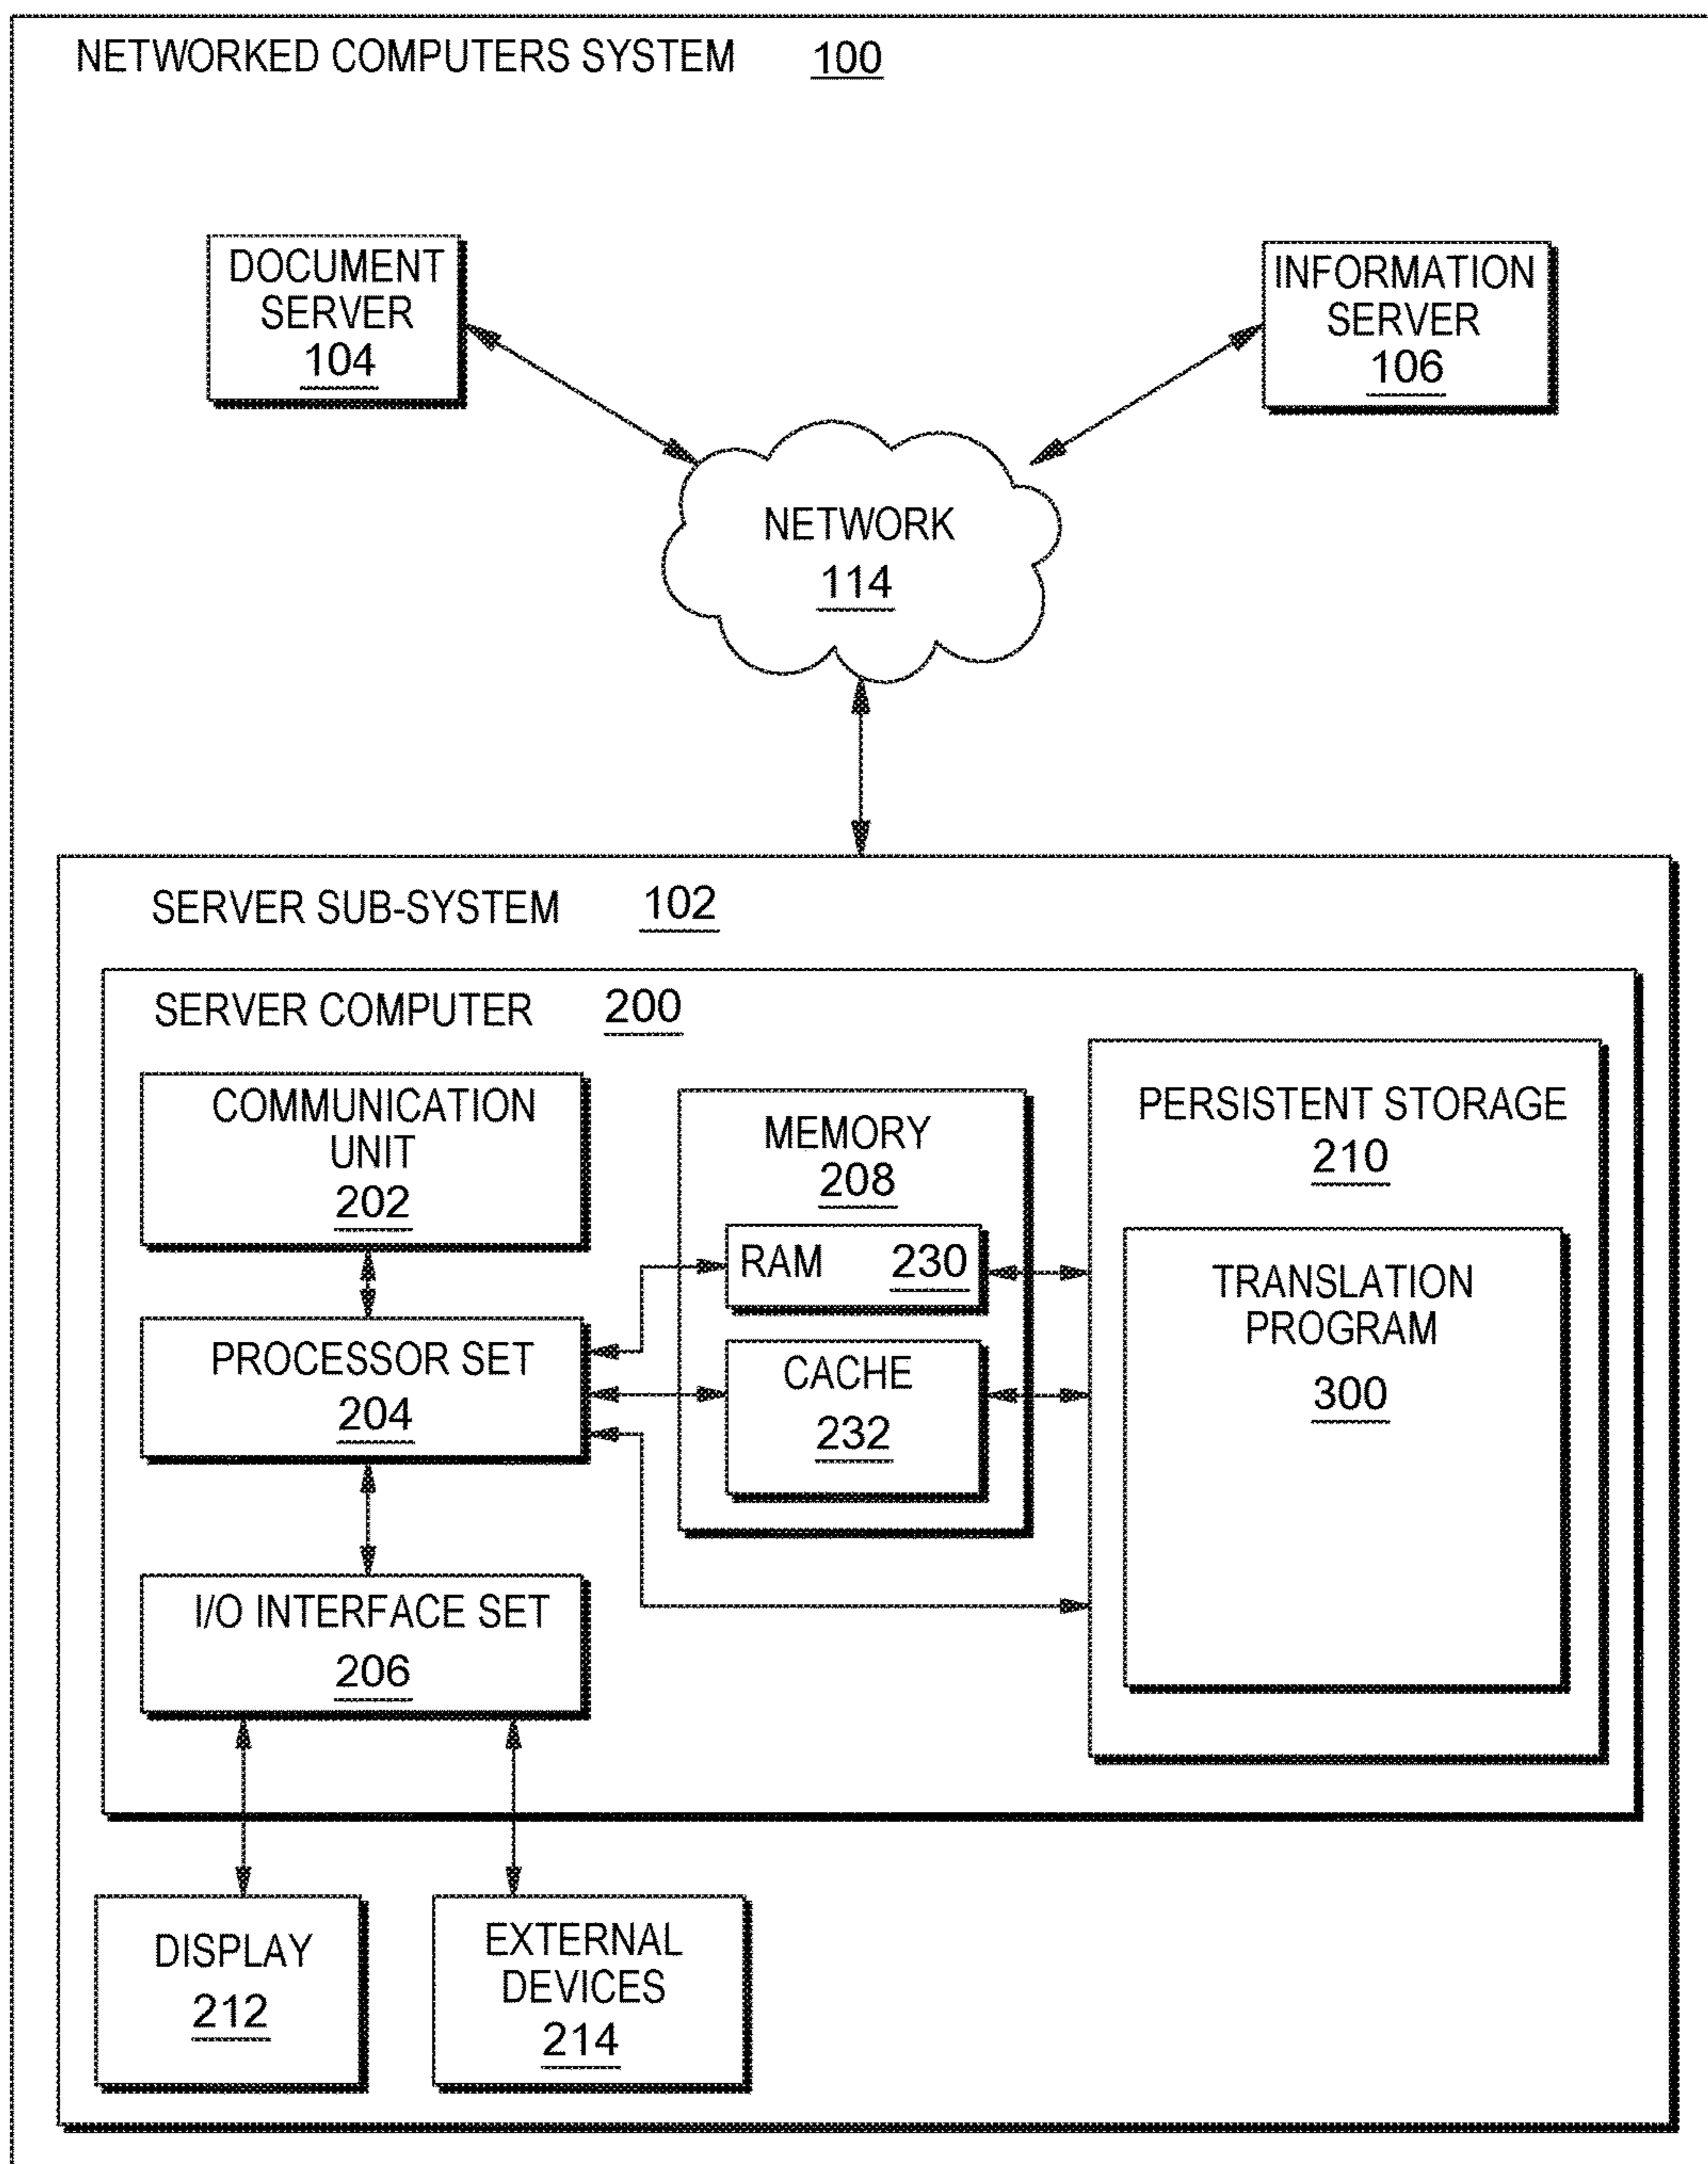 NETWORKED COMPUTERS SYSTEM 100
DOCUMENT
SERVER
104
INFORMATION
SERVER
106
NETWORK
114
SERVER SUB-SYSTEM 102
SERVER COMPUTER 200
COMMUNICATION
UNIT
202
PROCESSOR SET
204
I/O INTERFACE SET
206
MEMORY
208
RAM 230
CACHE
232
PERSISTENT STORAGE
210
TRANSLATION
PROGRAM
300
DISPLAY
212
EXTERNAL
DEVICES
214